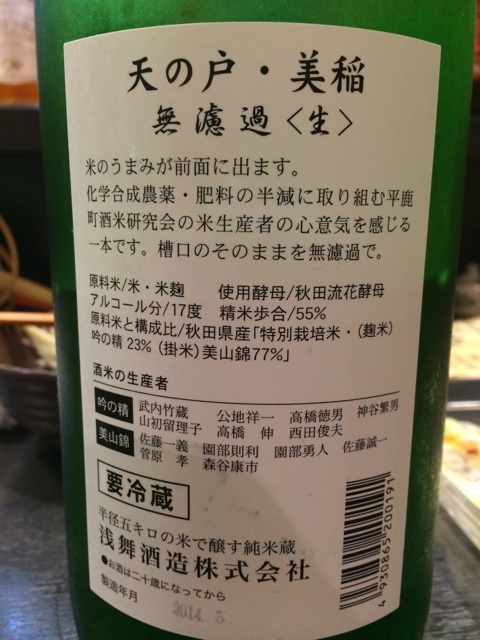 天の戸・美稲
無濾過〈生〉
米のうまみが前面に出ます。
化学合成農薬・肥料の半減に取り組む平鹿
町酒米研究会の米生産者の心意気を感じる
一本です。槽口のそのままを無濾過で。
原料米/米・米麹 使用酵母/秋田流花酵母
アルコール分/17度 精米歩合/55%
原料米と構成比/秋田県産「特別栽培米・(麹米)
吟の精 23% (掛米) 美山錦77%」
酒米の生産者
吟の精 武内竹蔵 公地祥一 高橋徳男 神谷繁男
山初留理子 高橋 伸 西田俊夫
美山錦 佐藤一義 園部則利 園部勇人 佐藤誠一
菅原 孝 森谷康市
要冷蔵
半径五キロの米で醸す純米蔵
浅舞酒造株式会社
●お酒は二十歳になってから
製造年月 2014. 5
4 930865 200191